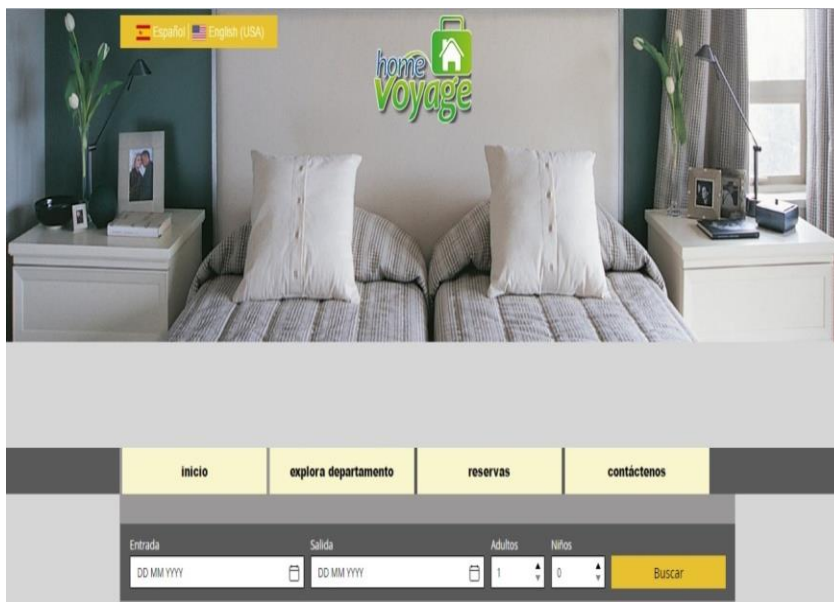 Español | English (USA)
home
voyage
inicio
explora departamento
reservas
contáctenos
Entrada
Salida
Adultos
Niños
DD MM YYYY
DD MM YYYY
1
0
Buscar